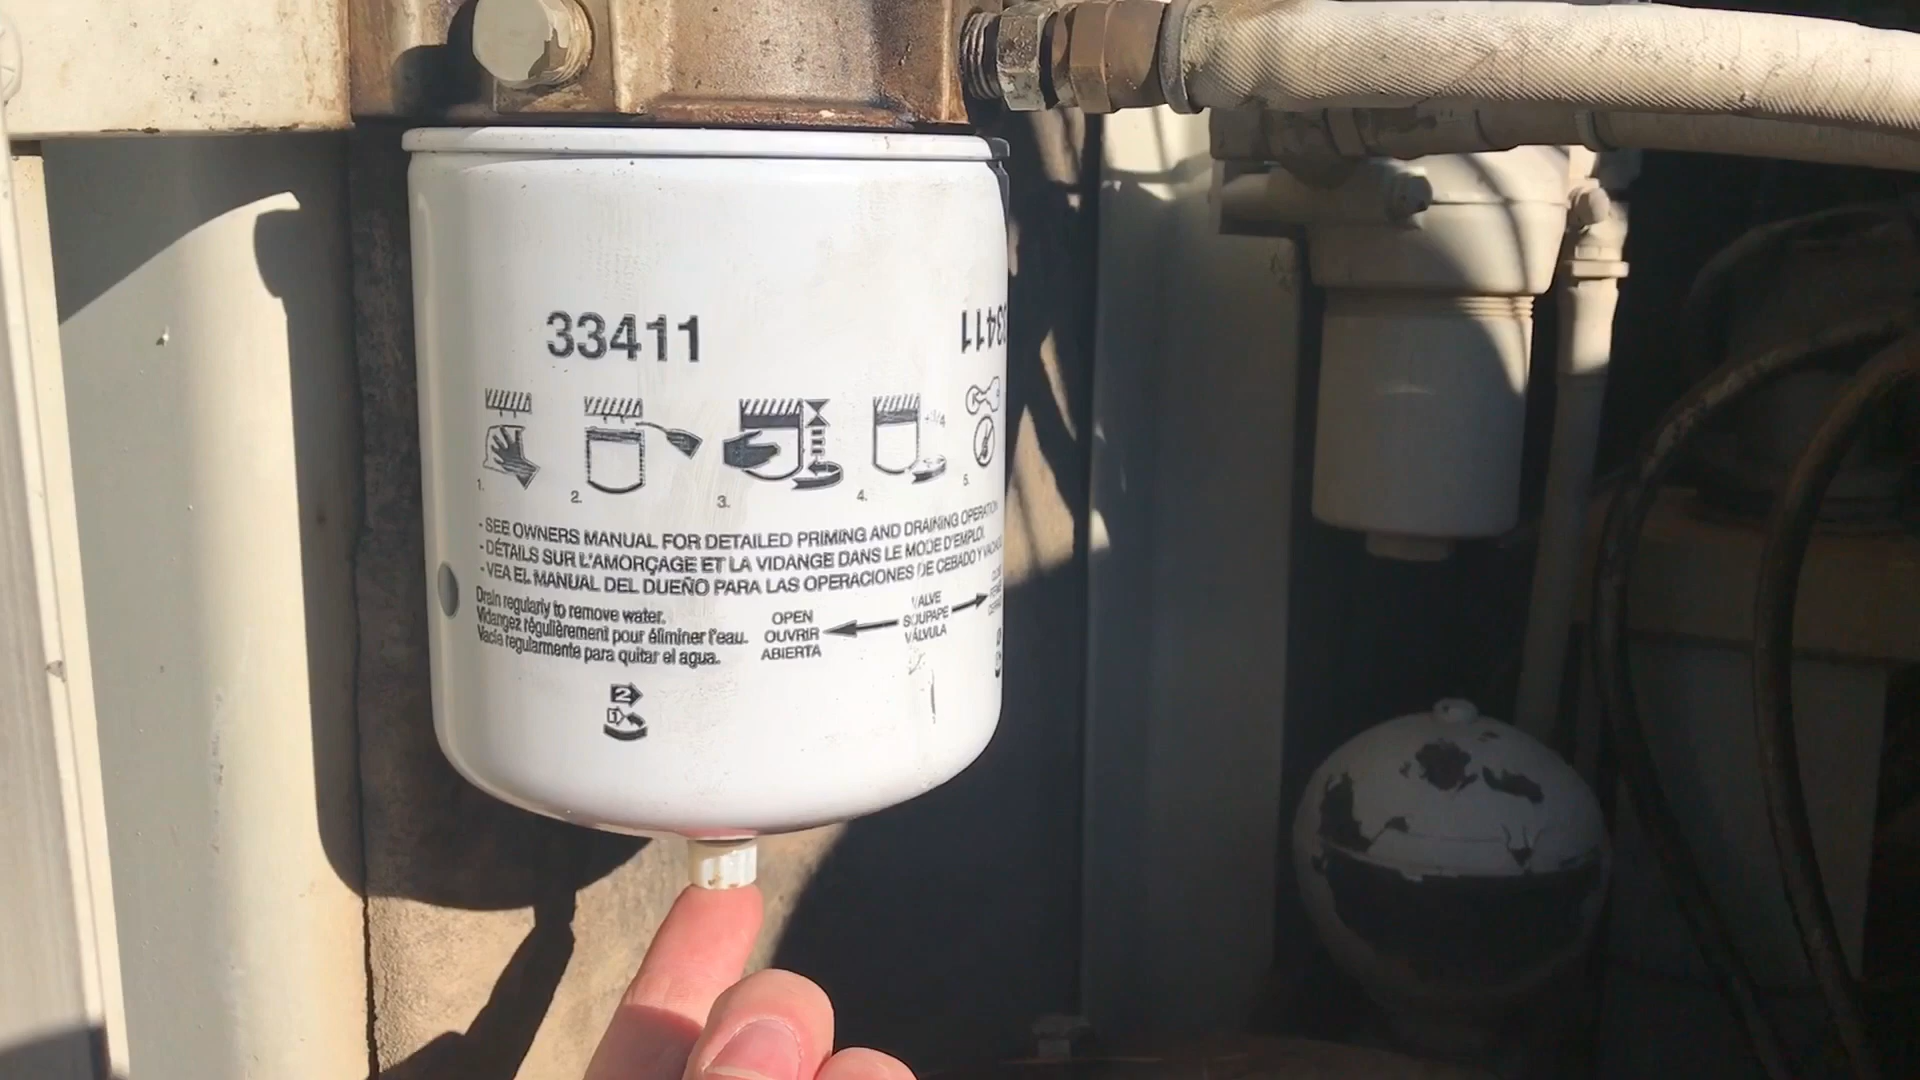 33411
33411
1. 2. 3. 4. 5.
- SEE OWNERS MANUAL FOR DETAILED PRIMING AND DRAINING OPERATION
- DÉTAILS SUR L'AMORÇAGE ET LA VIDANGE DANS LE MODE D'EMPLOI.
- VEA EL MANUAL DEL DUEÑO PARA LAS OPERACIONES DE CEBADO Y
Drain regularly to remove water.
Vidangez régulièrement pour éliminer l'eau.
Vacíe regularmente para quitar el agua.
OPEN
OUVRIR
ABIERTA
VALVE
SOUPAPE
VÁLVULA
2
1